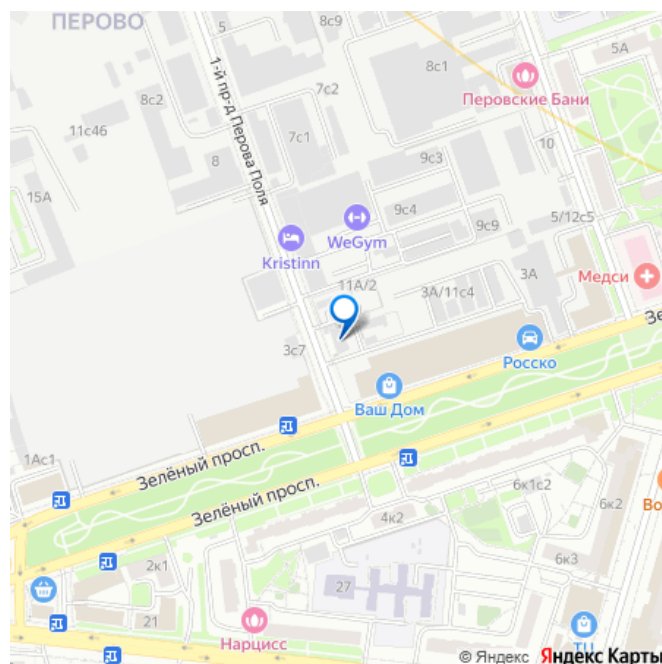 ПЕРОВО
5
8с9
5А
8с1
7с2
Перовские Бани
8с2
1-й пр-д Перова Поля
11с46
7с1
10
8
9с3
15А
9с4
WeGym
9с9
5/12с5
Kristinn
3А
Медси
11А/2
3А/11с4
Зе
3с7
Росско
Ваш Дом
1Ас1
Зелёный просп.
Зелёный просп.
6к1с2
6к2
Во
4к2
2к1
6к3
27
21
Нарцисс
ТЦ
© Яндекс Яндекс Карты